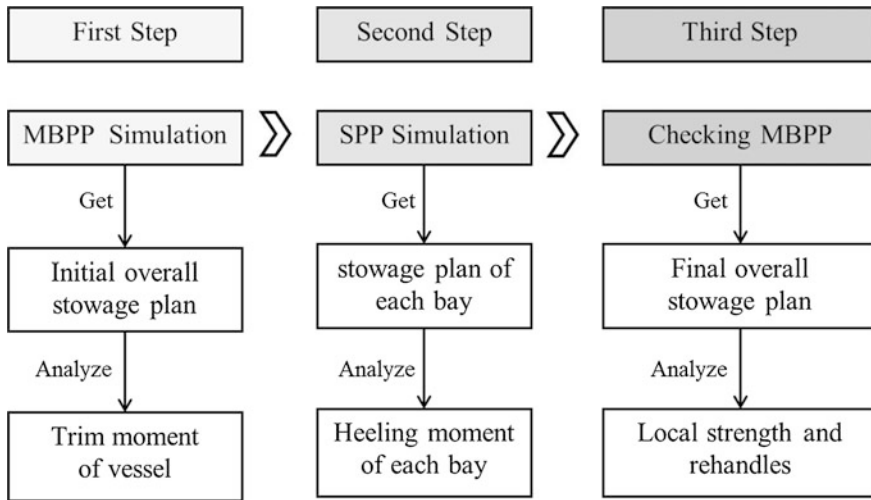 First Step
Second Step
Third Step
MBPP Simulation
SPP Simulation
Checking MBPP
Get
Get
Get
Initial overall
stowage plan
stowage plan of
each bay
Final overall
stowage plan
Analyze
Analyze
Analyze
Trim moment
of vessel
Heeling moment
of each bay
Local strength and
rehandles